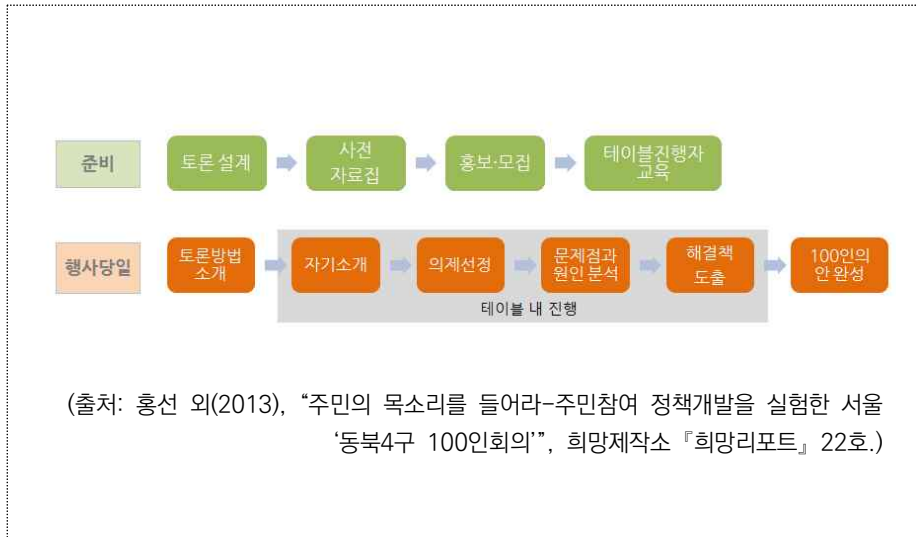 준비
토론 설계
사전
자료집
홍보·모집
테이블진행자
교육
행사당일
토론방법
소개
자기소개
의제선정
문제점과
원인 분석
해결책
도출
100인의
안 완성
테이블 내 진행
(출처: 홍선 외(2013), “주민의 목소리를 들어라-주민참여 정책개발을 실험한 서울
‘동북4구 100인회의’”, 희망제작소『희망리포트』22호.)